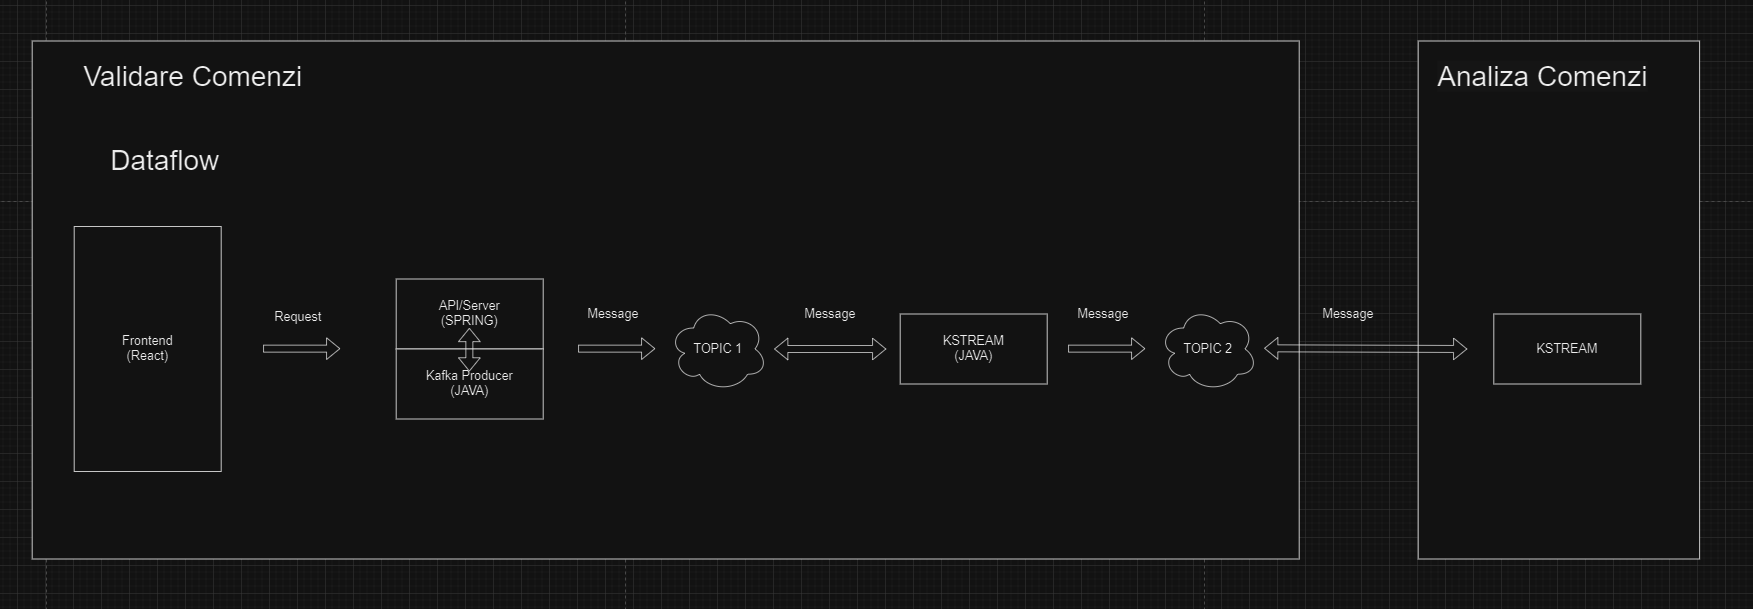 Validare Comenzi
Analiza Comenzi
Dataflow
Frontend
(React)
Request
API/Server
(SPRING)
Kafka Producer
(JAVA)
Message
TOPIC 1
Message
KSTREAM
(JAVA)
Message
TOPIC 2
Message
KSTREAM